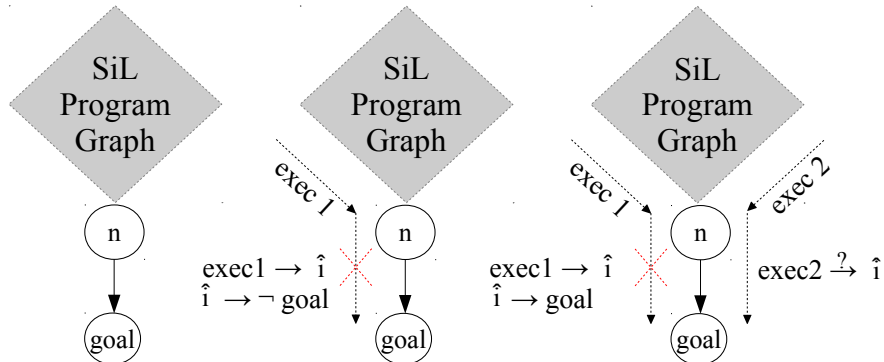 SiL
Program
Graph
n
goal
SiL
Program
Graph
exec 1
n
exec1 → î
î → ¬ goal
goal
SiL
Program
Graph
exec 1
exec 2
n
exec1 → î
î → goal
exec2 →? î
goal